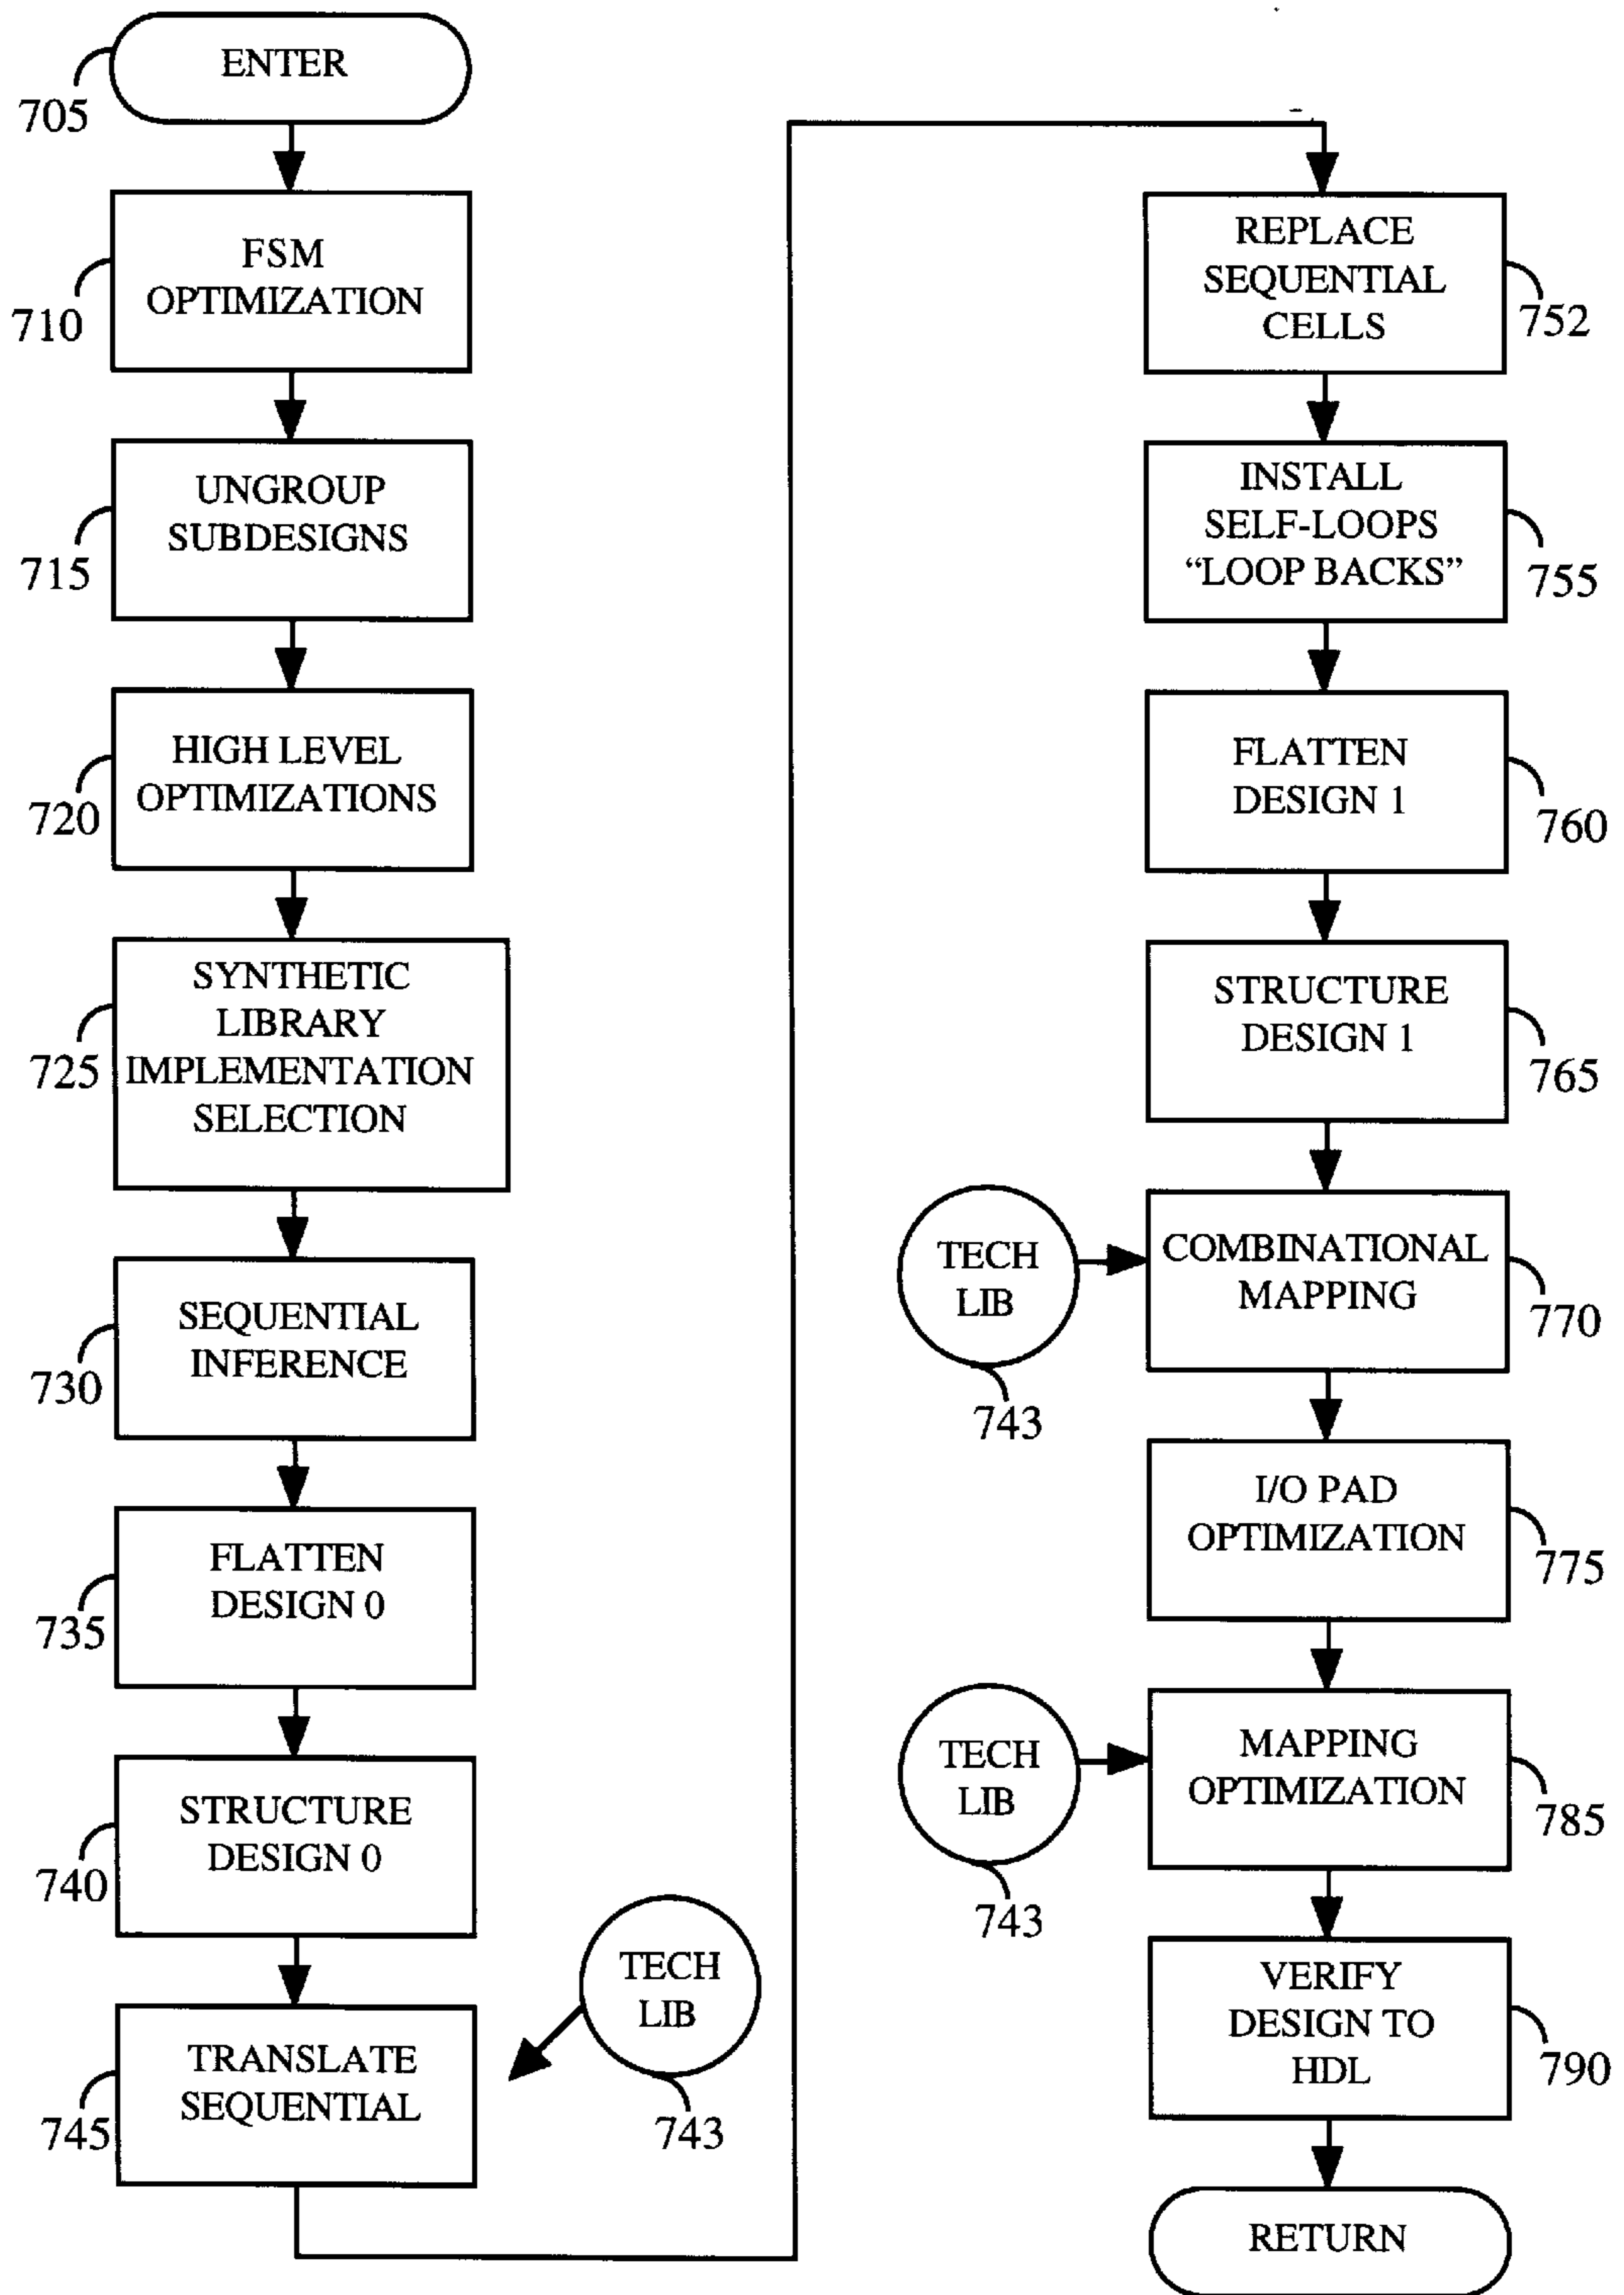 ENTER
705
FSM
OPTIMIZATION
710
UNGROUP
SUBDESIGNS
715
HIGH LEVEL
OPTIMIZATIONS
720
SYNTHETIC
LIBRARY
IMPLEMENTATION
SELECTION
725
SEQUENTIAL
INFERENCE
730
FLATTEN
DESIGN 0
735
STRUCTURE
DESIGN 0
740
TECH
LIB
743
TRANSLATE
SEQUENTIAL
745
REPLACE
SEQUENTIAL
CELLS
752
INSTALL
SELF-LOOPS
“LOOP BACKS”
755
FLATTEN
DESIGN 1
760
STRUCTURE
DESIGN 1
765
TECH
LIB
743
COMBINATIONAL
MAPPING
770
I/O PAD
OPTIMIZATION
775
TECH
LIB
743
MAPPING
OPTIMIZATION
785
VERIFY
DESIGN TO
HDL
790
RETURN